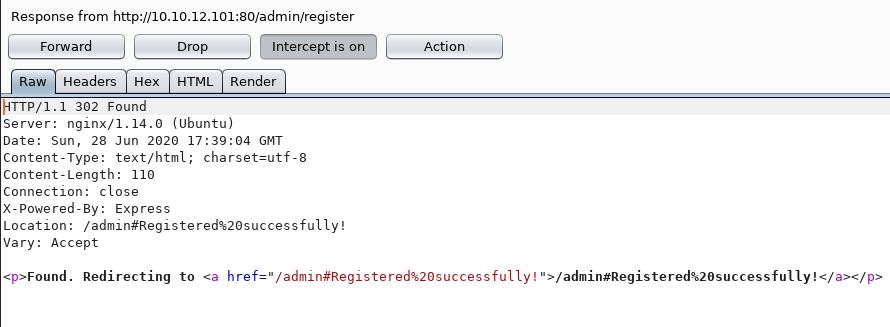 Response from http://10.10.12.101:80/admin/register
Forward Drop Intercept is on Action
Raw Headers Hex HTML Render
HTTP/1.1 302 Found
Server: nginx/1.14.0 (Ubuntu)
Date: Sun, 28 Jun 2020 17:39:04 GMT
Content-Type: text/html; charset=utf-8
Content-Length: 110
Connection: close
X-Powered-By: Express
Location: /admin#Registered%20successfully!
Vary: Accept
<p>Found. Redirecting to <a href="/admin#Registered%20successfully!">/admin#Registered%20successfully!</a></p>